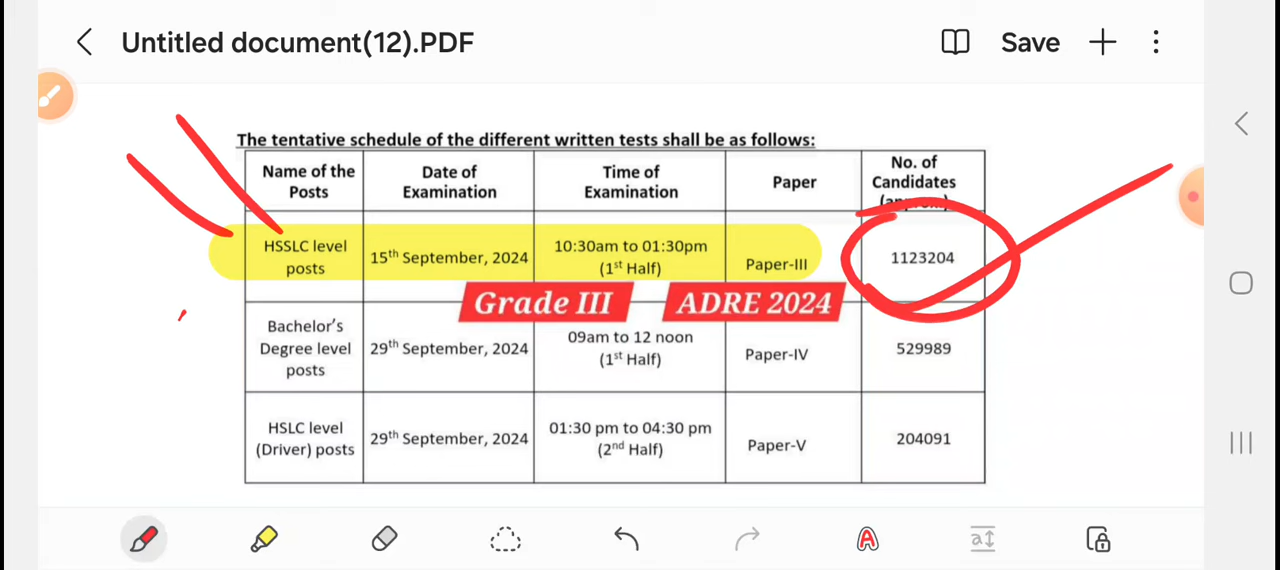 Untitled document(12).PDF
Save
The tentative schedule of the different written tests shall be as follows:
Name of the Posts
Date of Examination
Time of Examination
Paper
No. of Candidates (approx)
HSSLC level posts
15th September, 2024
10:30am to 01:30pm (1st Half)
Paper-III
1123204
Grade III
ADRE 2024
Bachelor's Degree level posts
29th September, 2024
09am to 12 noon (1st Half)
Paper-IV
529989
HSLC level (Driver) posts
29th September, 2024
01:30 pm to 04:30 pm (2nd Half)
Paper-V
204091
A
a